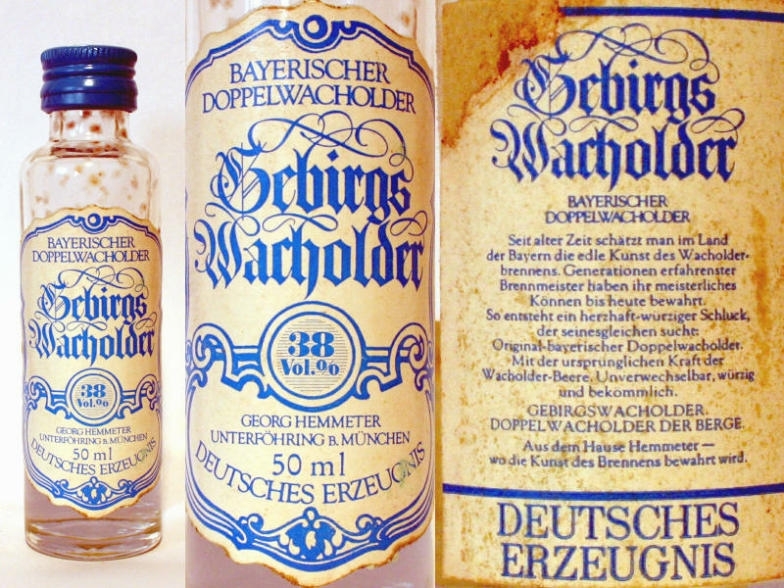 BAYERISCHER
DOPPELWACHOLDER
Gebirgs
Wacholder
38
Vol.%
GEORG HEMMETER
UNTERFÖHRING B. MÜNCHEN
50 ml
DEUTSCHES ERZEUGNIS
BAYERISCHER
DOPPELWACHOLDER
Gebirgs
Wacholder
38
Vol.%
GEORG HEMMETER
UNTERFÖHRING B. MÜNCHEN
50 ml
DEUTSCHES ERZEUGNIS
Gebirgs
Wacholder
BAYERISCHER
DOPPELWACHOLDER
Seit alter Zeit schätzt man im Land
der Bayern die edle Kunst des Wacholder-
brennens. Generationen erfahrenster
Brennmeister haben ihr meisterliches
Können bis heute bewahrt.
So entsteht ein herzhaft-würziger Schluck,
der seinesgleichen sucht:
Original-bayerischer Doppelwacholder.
Mit der ursprünglichen Kraft der
Wacholder-Beere. Unverwechselbar, würzig
und bekömmlich.
GEBIRGSWACHOLDER.
DOPPELWACHOLDER DER BERGE.
Aus dem Hause Hemmeter —
wo die Kunst des Brennens bewahrt wird.
DEUTSCHES
ERZEUGNIS